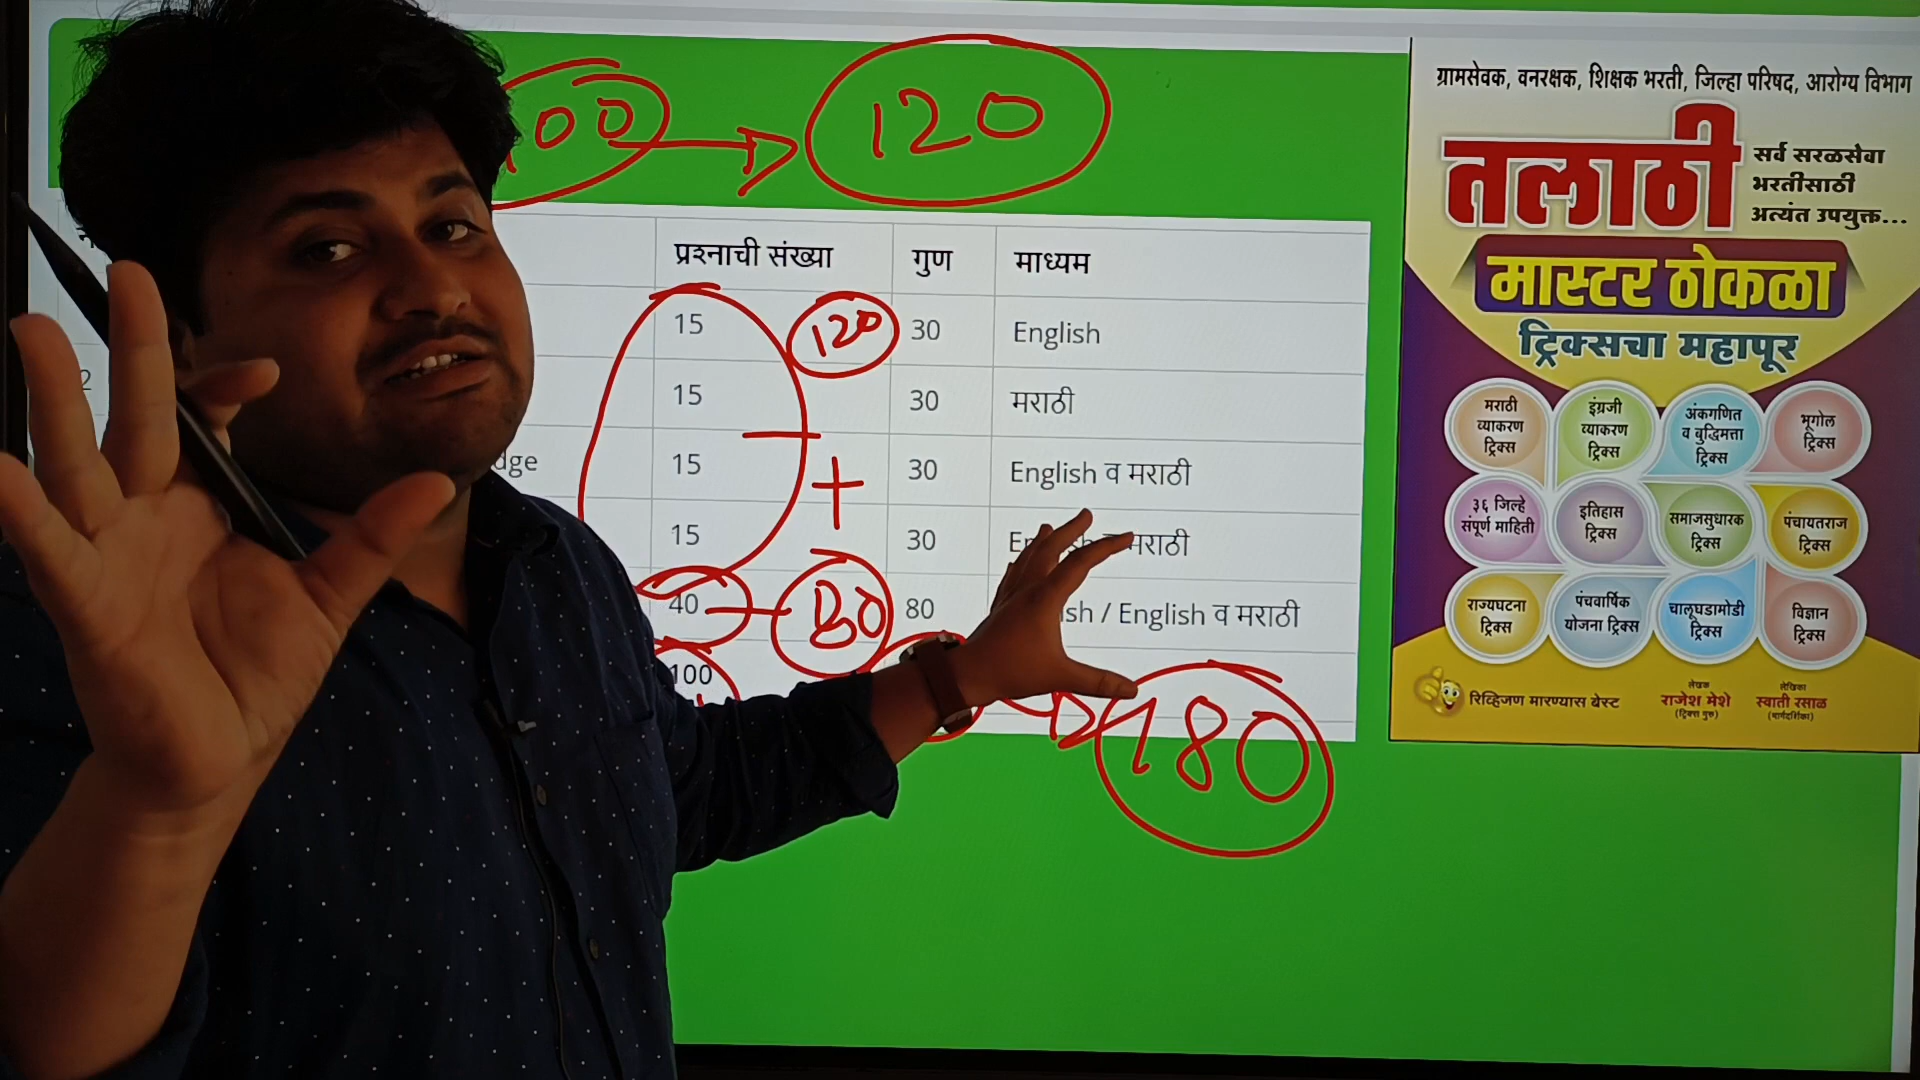 100 → 120
प्रश्नाची संख्या गुण माध्यम
15 120 30 English
2 15 30 मराठी
dge 15 + 30 English व मराठी
15 30 मराठी
40 80 80 / English व मराठी
100
180
ग्रामसेवक, वनरक्षक, शिक्षक भरती, जिल्हा परिषद, आरोग्य विभाग
तलाठी
सर्व सरळसेवा
भरतीसाठी
अत्यंत उपयुक्त...
मास्टर ठोकळा
ट्रिक्सचा महापूर
मराठी
व्याकरण
ट्रिक्स
इंग्रजी
व्याकरण
ट्रिक्स
अंकगणित
व बुद्धिमत्ता
ट्रिक्स
भूगोल
ट्रिक्स
३६ जिल्हे
संपूर्ण माहिती
इतिहास
ट्रिक्स
समाजसुधारक
ट्रिक्स
पंचायतराज
ट्रिक्स
राज्यघटना
ट्रिक्स
पंचवार्षिक
योजना ट्रिक्स
चालूघडामोडी
ट्रिक्स
विज्ञान
ट्रिक्स
रिव्हिजण मारण्यास बेस्ट
लेखक
राजेश मेशे
(ट्रिक्स गुरु)
लेखिका
स्वाती रसाळ
(मार्गदर्शिका)